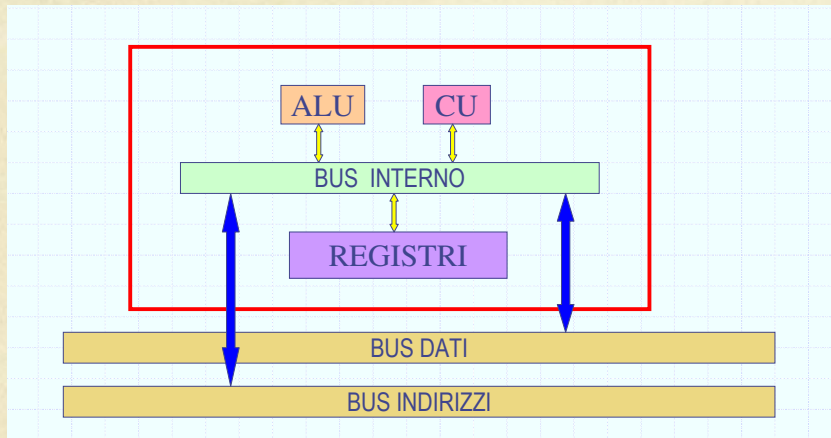 ALU
CU
BUS INTERNO
REGISTRI
BUS DATI
BUS INDIRIZZI